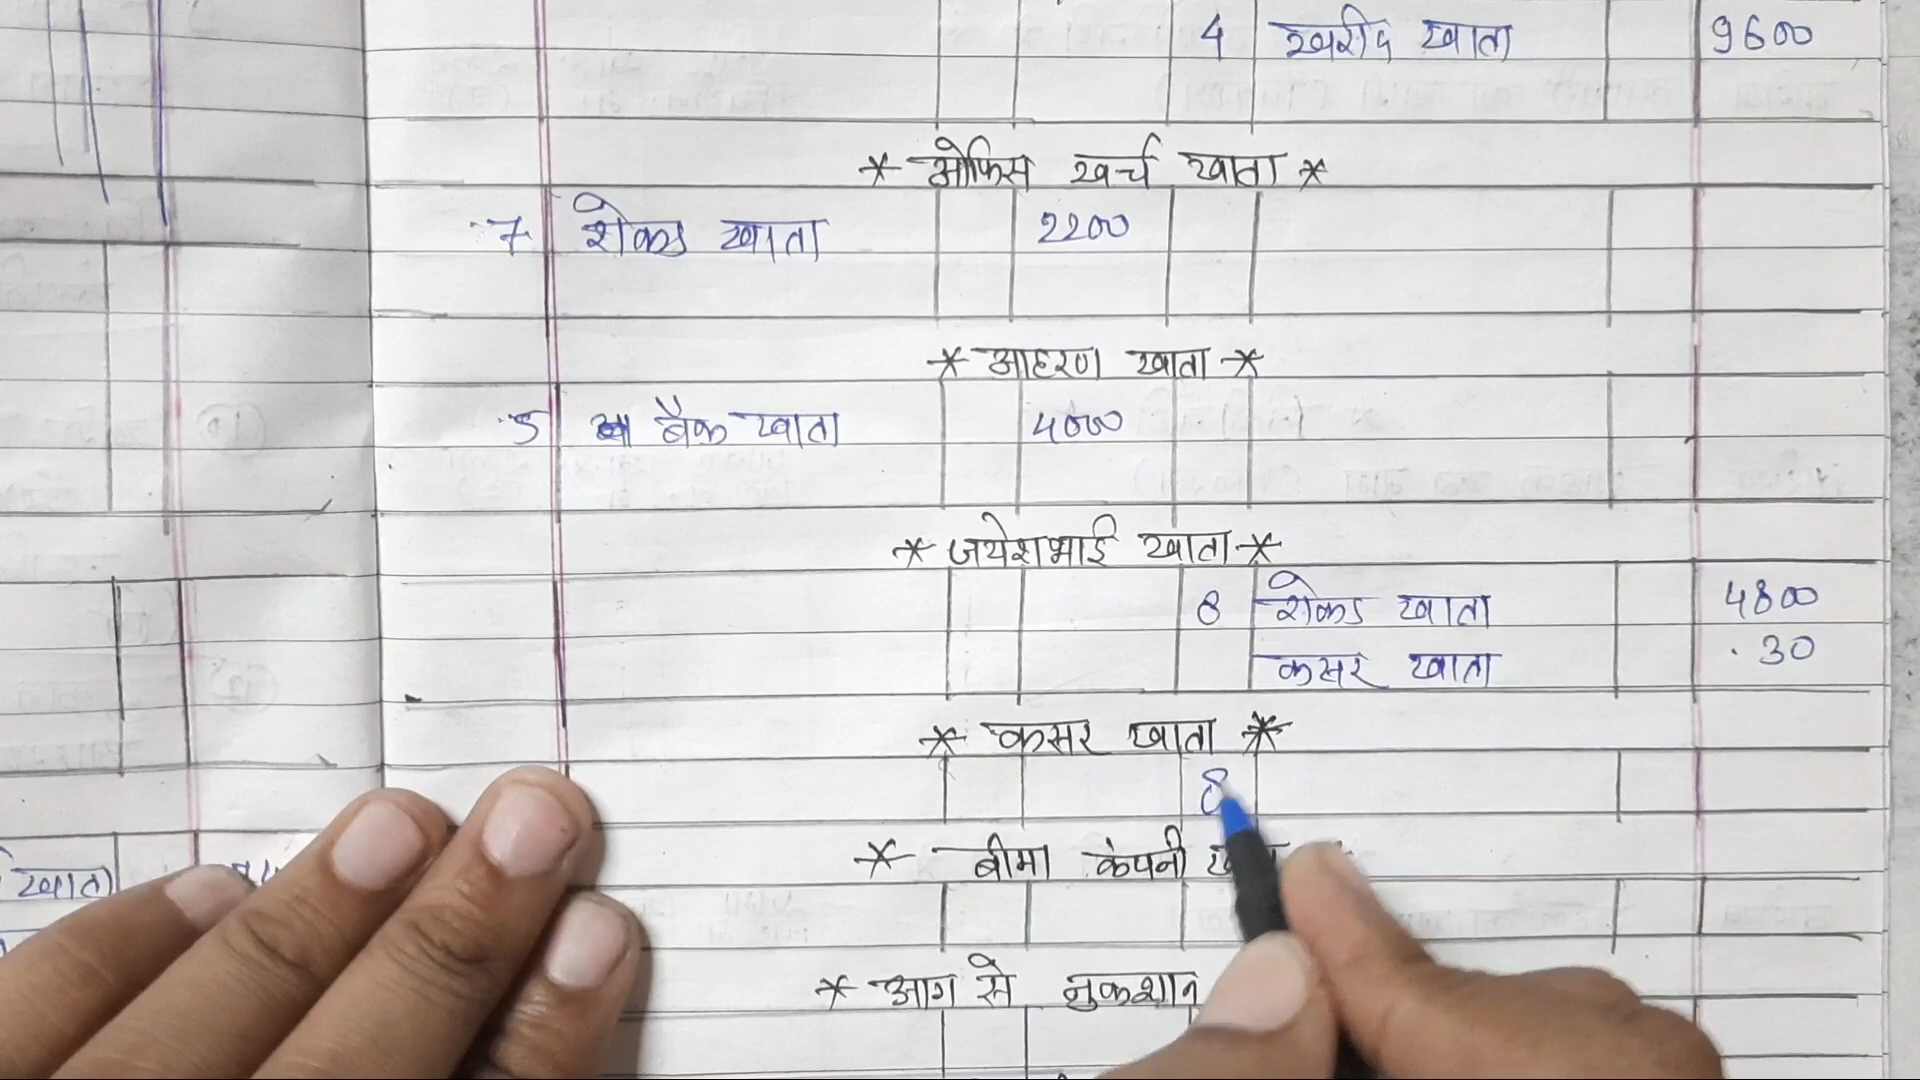 4 खरीद खाता 9600
* ओफिस खर्च खाता *
7 रोकड खाता 2200
* आहरण खाता *
5 बैंक खाता 4000
* जयेशभाई खाता *
8 रोकड खाता 4800
कसर खाता 30
* कसर खाता *
8
* बीमा कंपनी
* आग से नुकशान
खाता